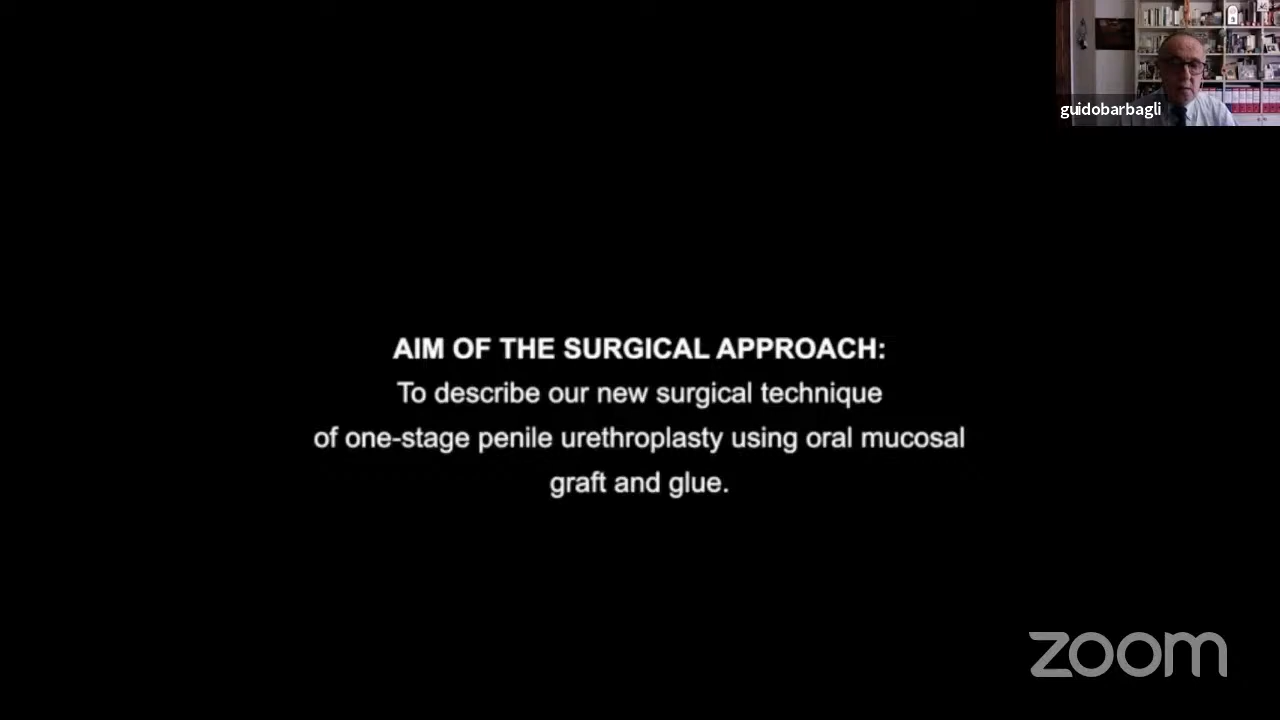 guidobarbagli
AIM OF THE SURGICAL APPROACH:
To describe our new surgical technique
of one-stage penile urethroplasty using oral mucosal
graft and glue.
zoom